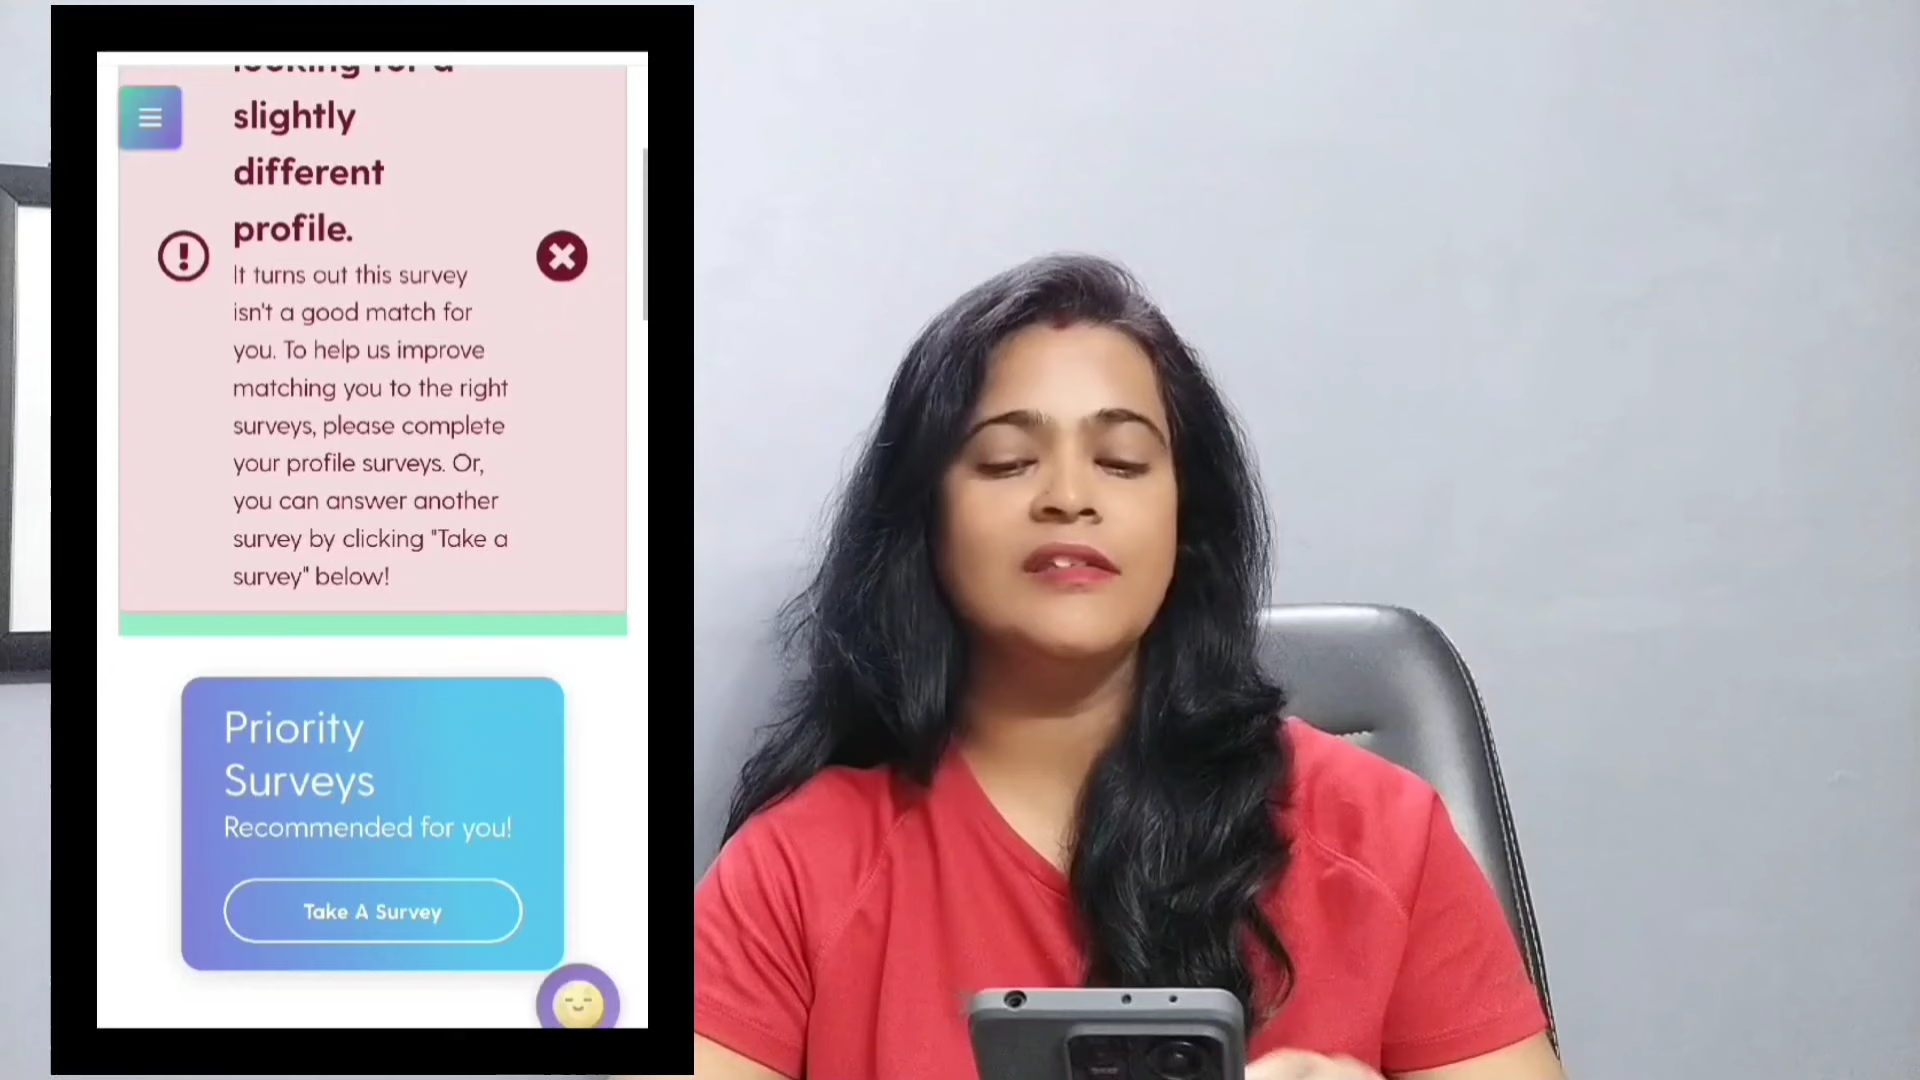 looking for a
slightly
different
profile.
It turns out this survey
isn't a good match for
you. To help us improve
matching you to the right
surveys, please complete
your profile surveys. Or,
you can answer another
survey by clicking "Take a
survey" below!
Priority
Surveys
Recommended for you!
Take A Survey